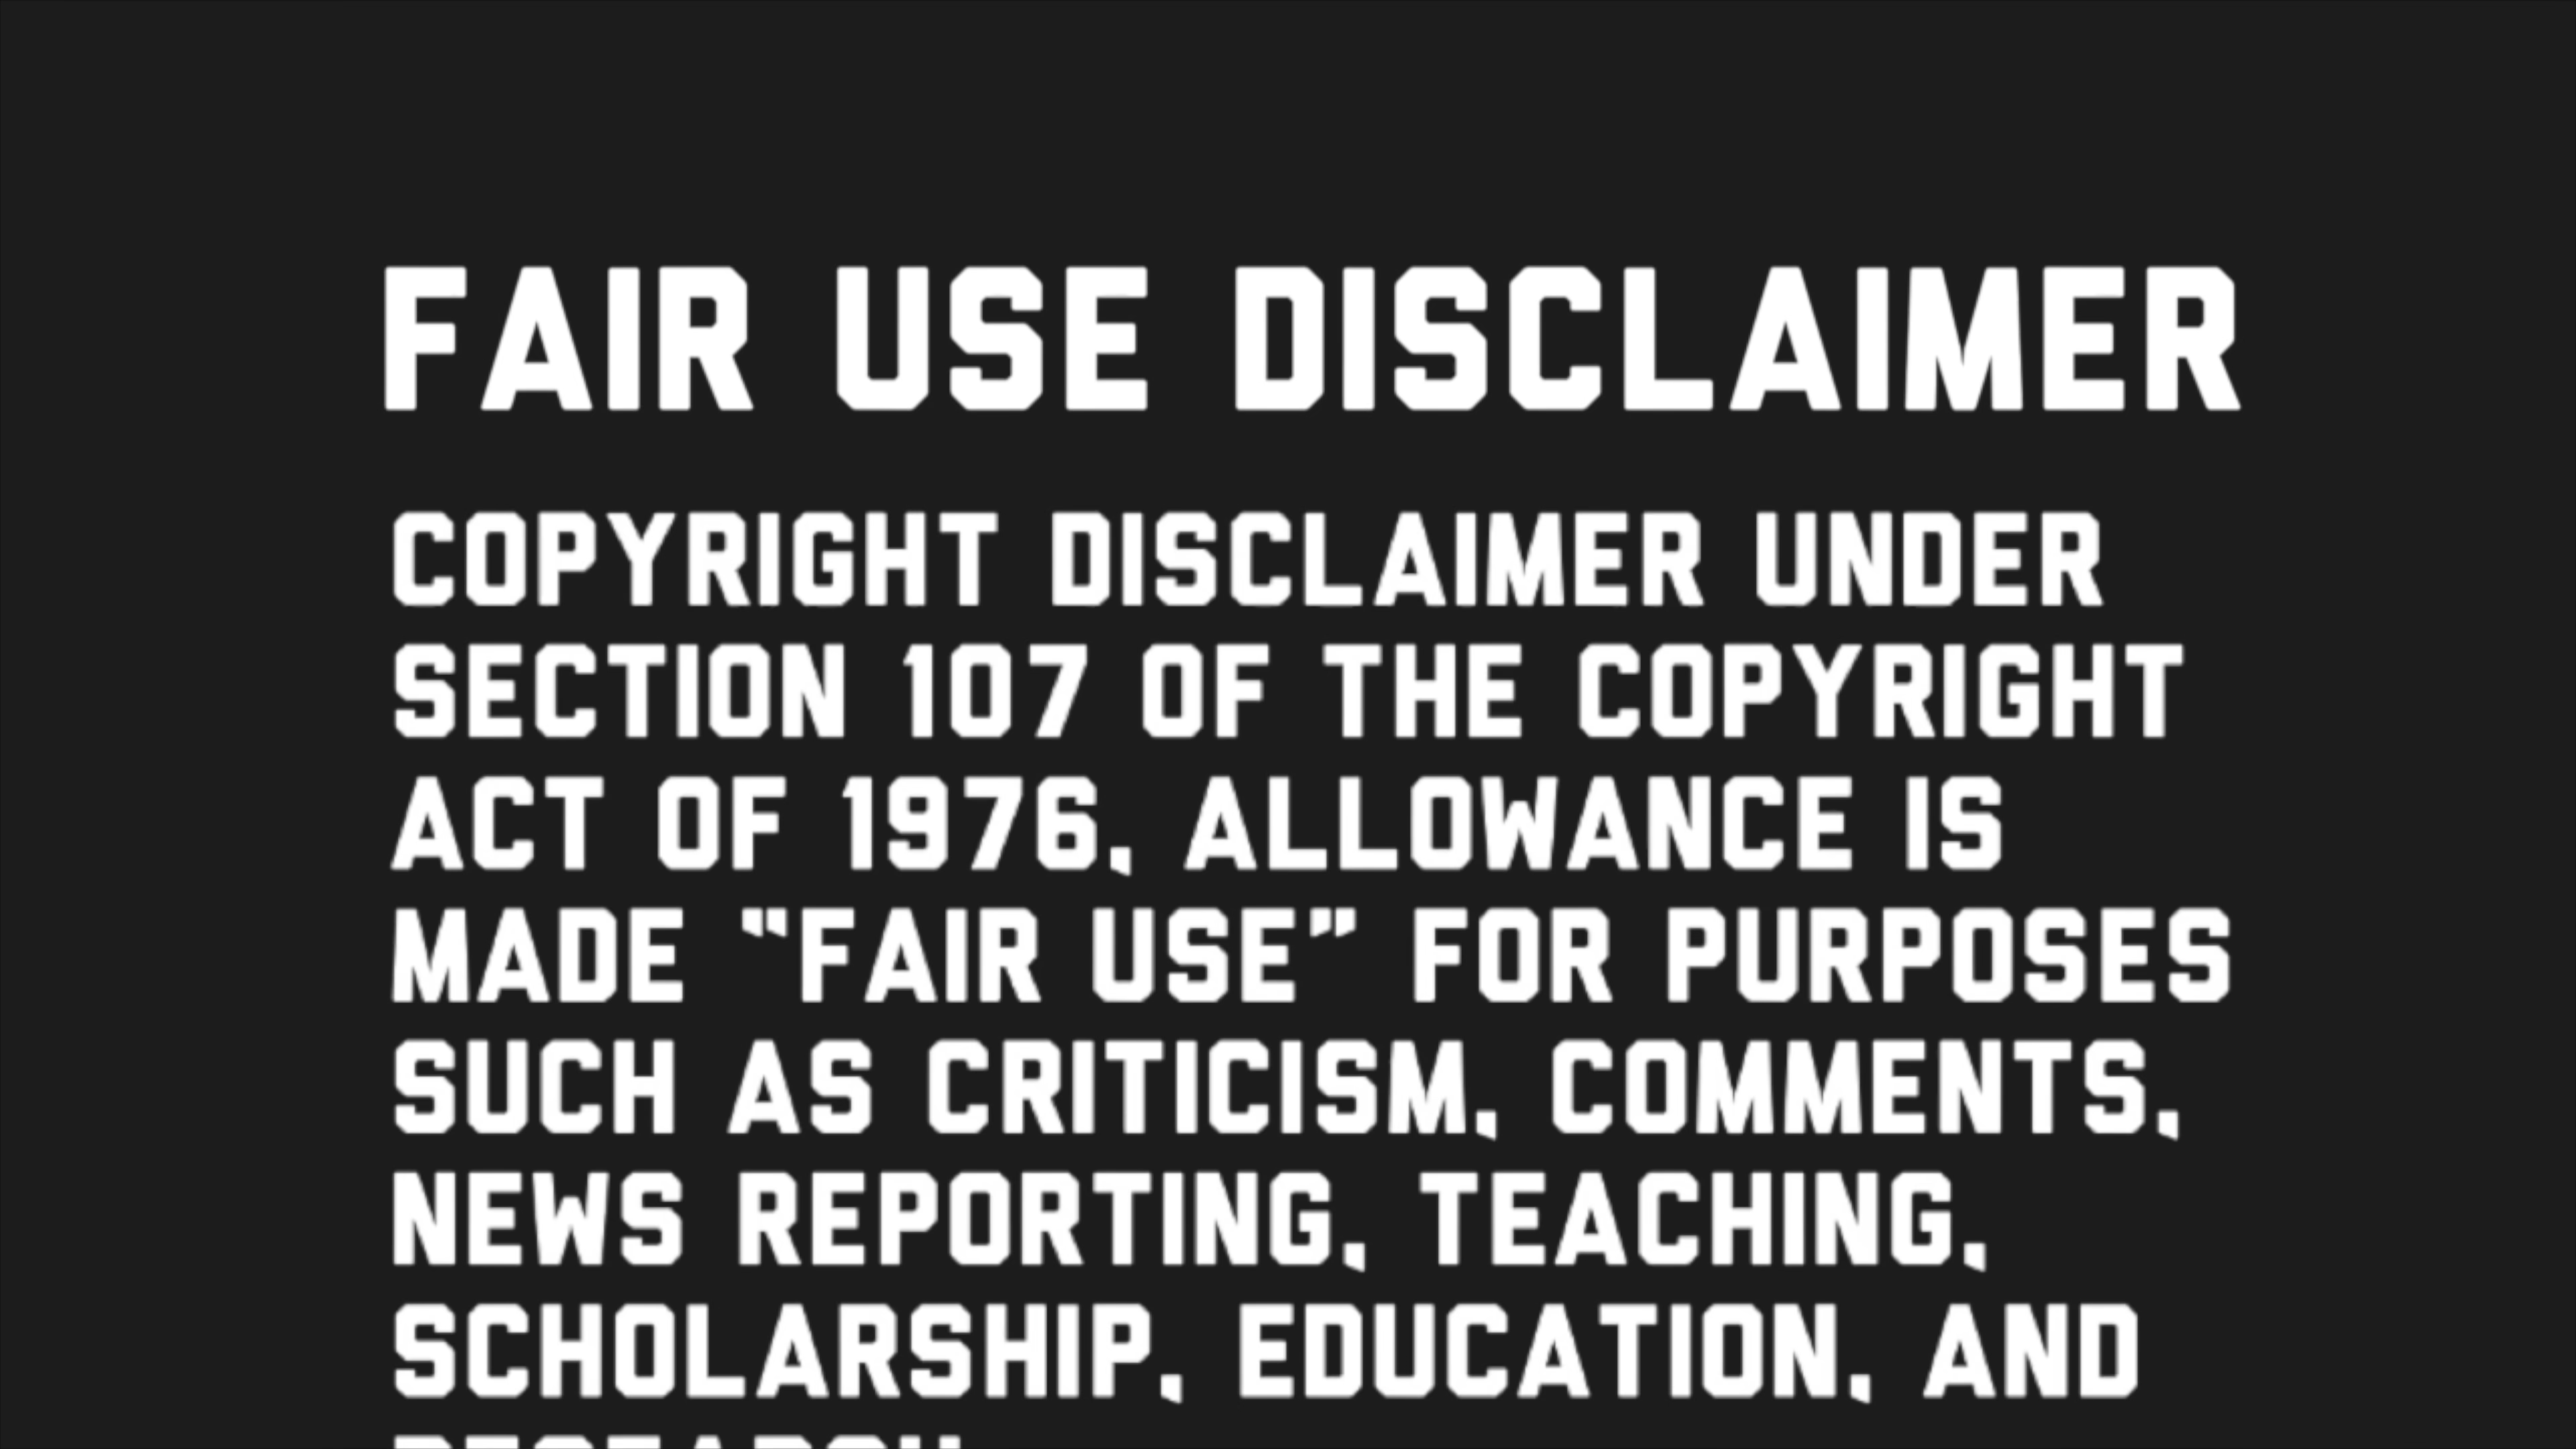 FAIR USE DISCLAIMER
COPYRIGHT DISCLAIMER UNDER
SECTION 107 OF THE COPYRIGHT
ACT OF 1976, ALLOWANCE IS
MADE “FAIR USE” FOR PURPOSES
SUCH AS CRITICISM, COMMENTS,
NEWS REPORTING, TEACHING,
SCHOLARSHIP, EDUCATION, AND